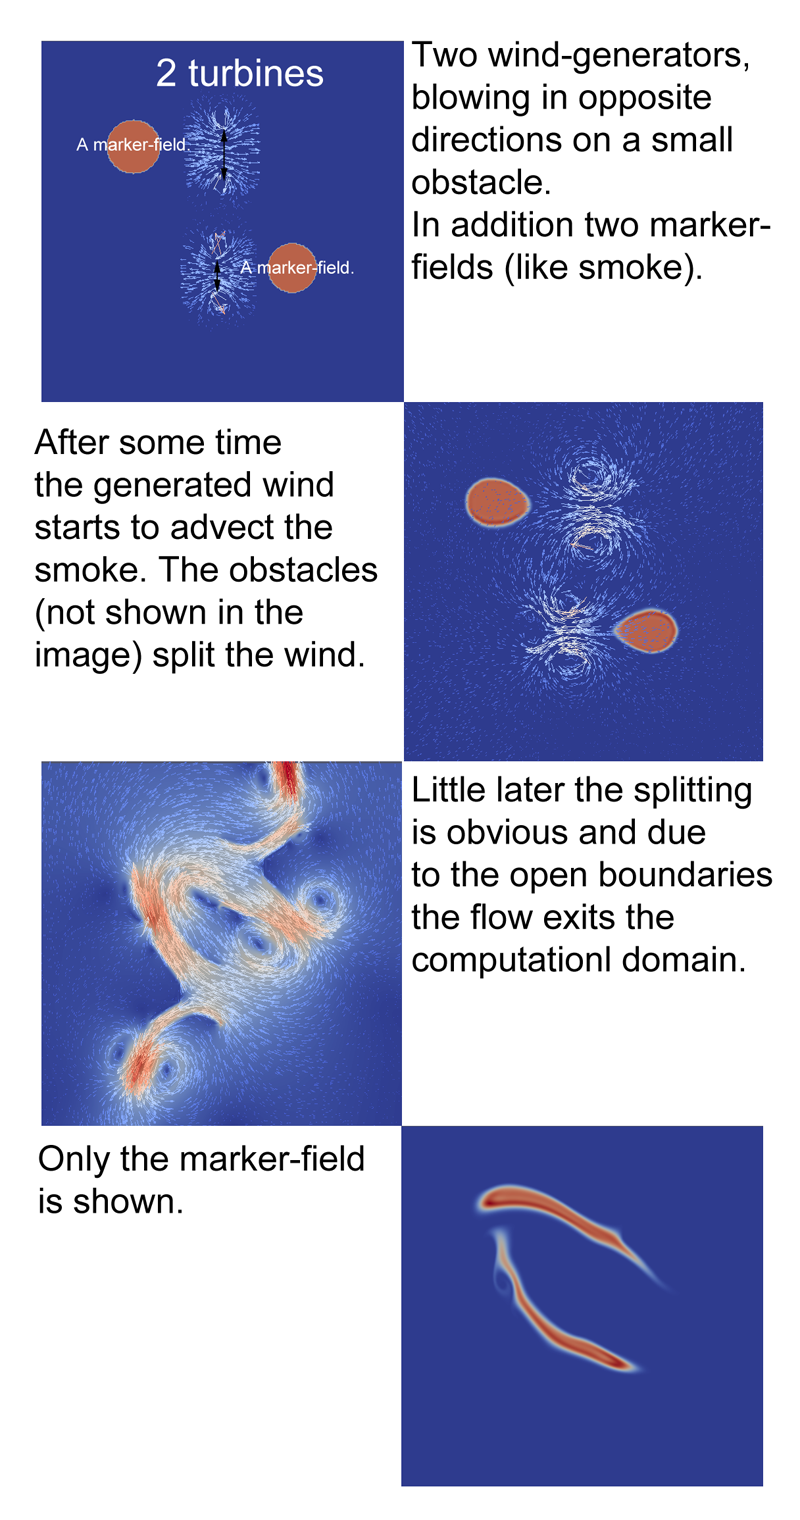 2 turbines
A marker-field.
A marker-field.
Two wind-generators,
blowing in opposite
directions on a small
obstacle.
In addition two marker-
fields (like smoke).
After some time
the generated wind
starts to advect the
smoke. The obstacles
(not shown in the
image) split the wind.
Little later the splitting
is obvious and due
to the open boundaries
the flow exits the
computationl domain.
Only the marker-field
is shown.